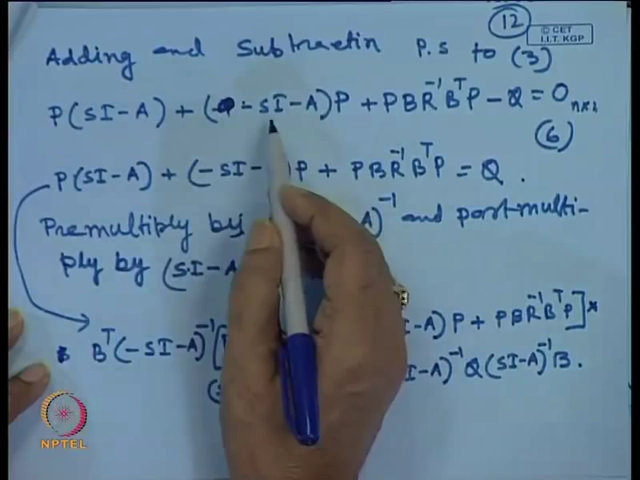 12
© CET
I.I.T. KGP
Adding and Subtractin P.S to (3)
P(SI-A) + (-SI-A)P + PBR⁻¹BᵀP - Q = 0ₙₓₙ
(6)
P(SI-A) + (-SI- )P + PBR⁻¹BᵀP = Q.
Premultiply by A)⁻¹ and post-multi-
ply by (SI-A
Bᵀ(-SI-A)⁻¹[ I-A)P + PBR⁻¹BᵀP]*
I-A)⁻¹Q(SI-A)⁻¹B.
NPTEL